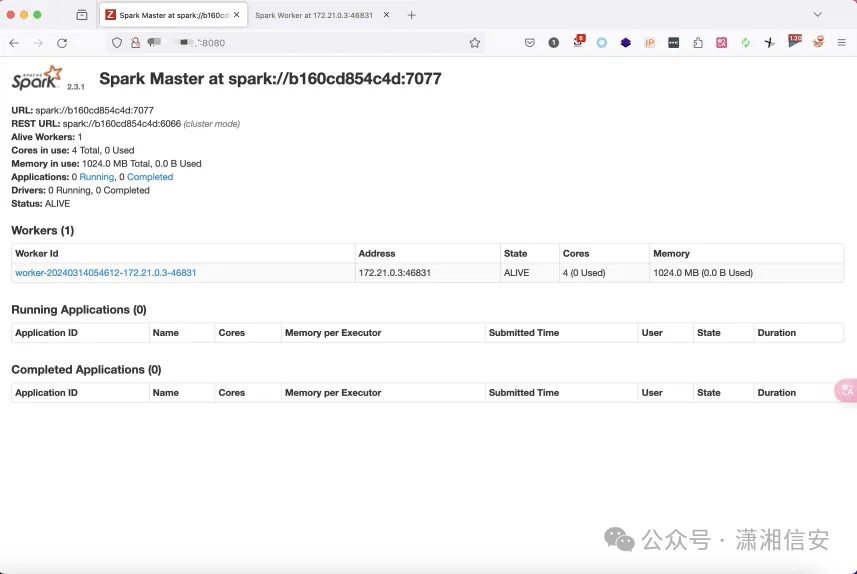 Spark Master at spark://b160cd
Spark Worker at 172.21.0.3:46831
:8080
1
8
IP
1.20
APACHE
Spark
2.3.1
Spark Master at spark://b160cd854c4d:7077
URL: spark://b160cd854c4d:7077
REST URL: spark://b160cd854c4d:6066 (cluster mode)
Alive Workers: 1
Cores in use: 4 Total, 0 Used
Memory in use: 1024.0 MB Total, 0.0 B Used
Applications: 0 Running, 0 Completed
Drivers: 0 Running, 0 Completed
Status: ALIVE
Workers (1)
Worker Id Address State Cores Memory
worker-20240314054612-172.21.0.3-46831 172.21.0.3:46831 ALIVE 4 (0 Used) 1024.0 MB (0.0 B Used)
Running Applications (0)
Application ID Name Cores Memory per Executor Submitted Time User State Duration
Completed Applications (0)
Application ID Name Cores Memory per Executor Submitted Time User State Duration
公众号 · 潇湘信安